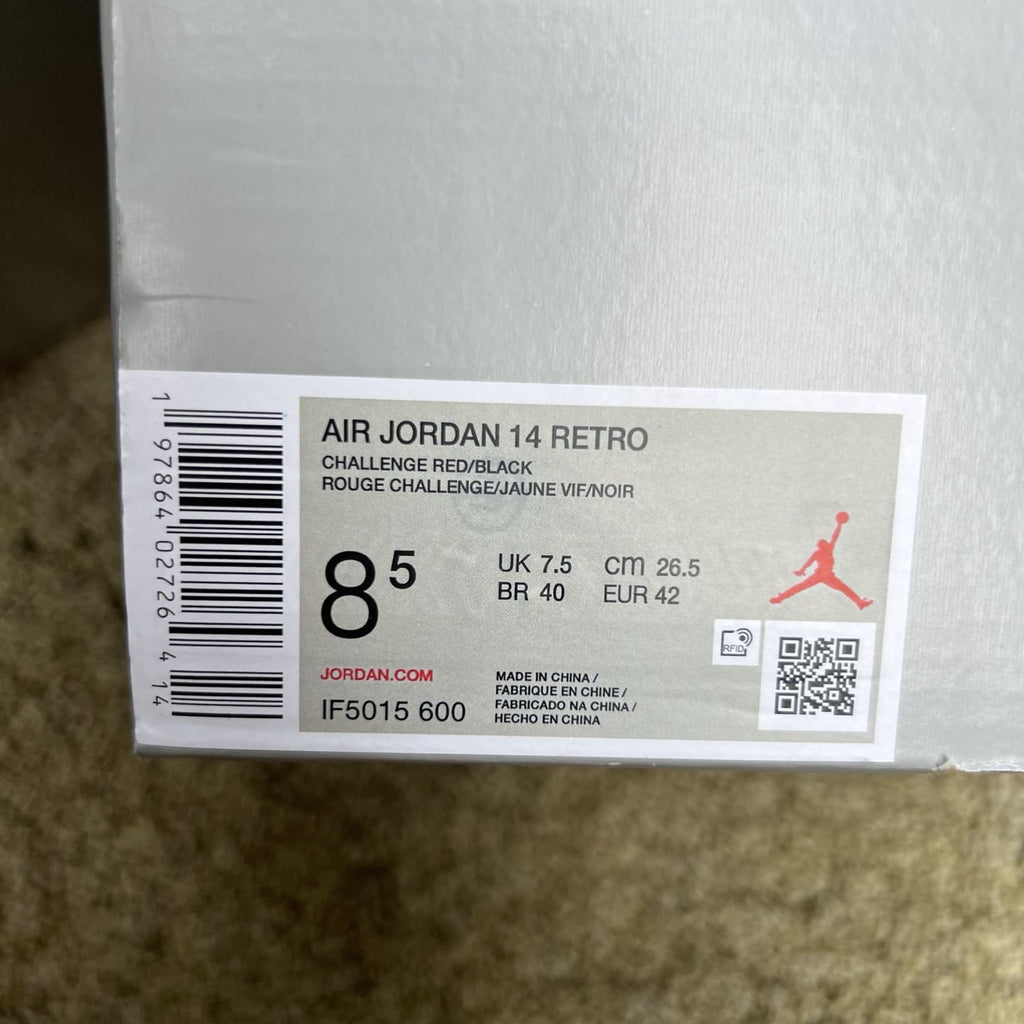 AIR JORDAN 14 RETRO
CHALLENGE RED/BLACK
ROUGE CHALLENGE/JAUNE VIF/NOIR
8 5
UK 7.5 cm 26.5
BR 40 EUR 42
RFID
JORDAN.COM
IF5015 600
MADE IN CHINA /
FABRIQUE EN CHINE /
FABRICADO NA CHINA /
HECHO EN CHINA
1 97864 02726 4 14